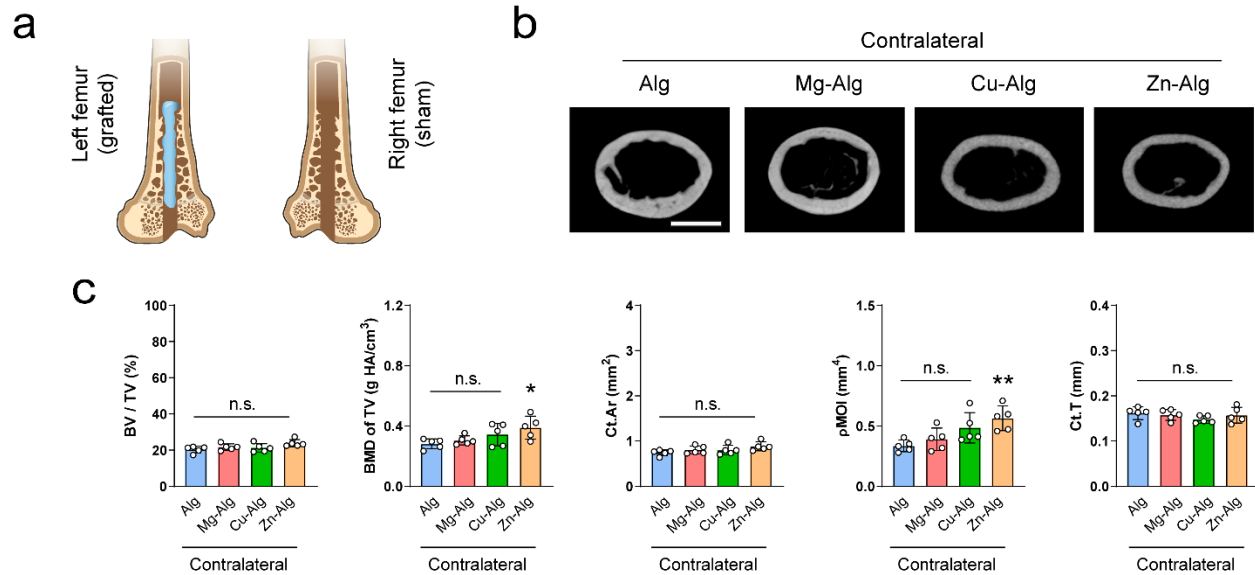 a
Left femur
(grafted)
Right femur
(sham)
b
Contralateral
Alg
Mg-Alg
Cu-Alg
Zn-Alg
c
BV / TV (%)
100
80
60
40
20
0
n.s.
Alg
Mg-Alg
Cu-Alg
Zn-Alg
Contralateral
BMD of TV (g HA/cm³)
1.2
0.8
0.4
0.0
n.s.
*
Alg
Mg-Alg
Cu-Alg
Zn-Alg
Contralateral
Ct.Ar (mm²)
4
3
2
1
0
n.s.
Alg
Mg-Alg
Cu-Alg
Zn-Alg
Contralateral
ρMOI (mm⁴)
1.5
1.0
0.5
0.0
n.s.
**
Alg
Mg-Alg
Cu-Alg
Zn-Alg
Contralateral
Ct.T (mm)
0.4
0.3
0.2
0.1
0.0
n.s.
Alg
Mg-Alg
Cu-Alg
Zn-Alg
Contralateral